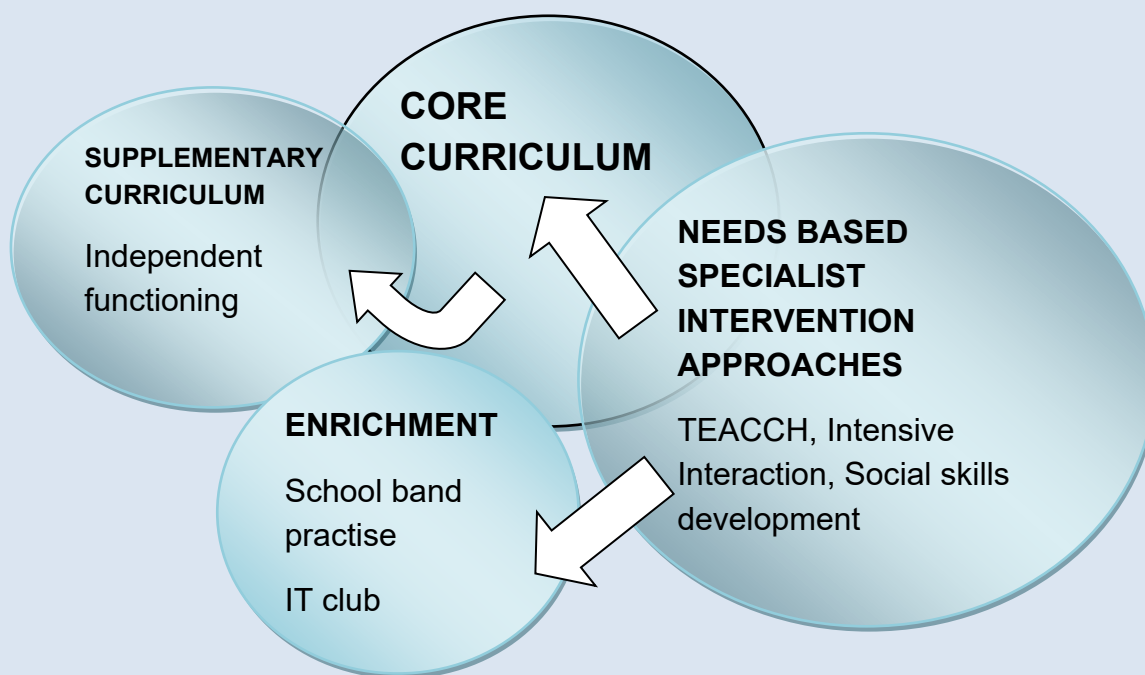 CORE
CURRICULUM
SUPPLEMENTARY
CURRICULUM
Independent
functioning
NEEDS BASED
SPECIALIST
INTERVENTION
APPROACHES
TEACCH, Intensive
Interaction, Social skills
development
ENRICHMENT
School band
practise
IT club